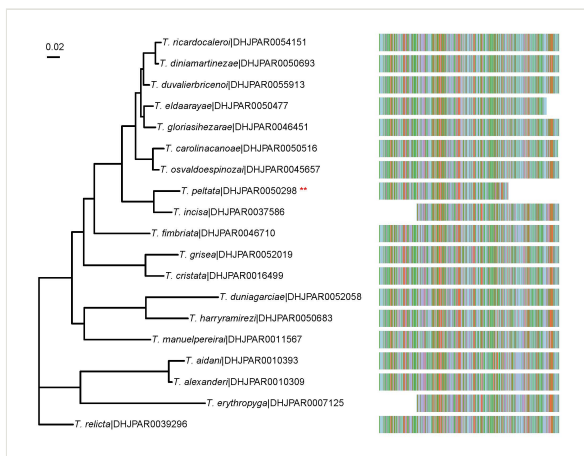 0.02
T. ricardocaleroi|DHJPAR0054151
T. diniamartinezae|DHJPAR0050693
T. duvalierbricenoi|DHJPAR0055913
T. eldaarayae|DHJPAR0050477
T. gloriasihezarae|DHJPAR0046451
T. carolinacanoae|DHJPAR0050516
T. osvaldoespinozai|DHJPAR0045657
T. peltata|DHJPAR0050298 **
T. incisa|DHJPAR0037586
T. fimbriata|DHJPAR0046710
T. grisea|DHJPAR0052019
T. cristata|DHJPAR0016499
T. duniagarciae|DHJPAR0052058
T. harryramirezi|DHJPAR0050683
T. manuelpereirai|DHJPAR0011567
T. aidani|DHJPAR0010393
T. alexanderi|DHJPAR0010309
T. erythropyga|DHJPAR0007125
T. relicta|DHJPAR0039296